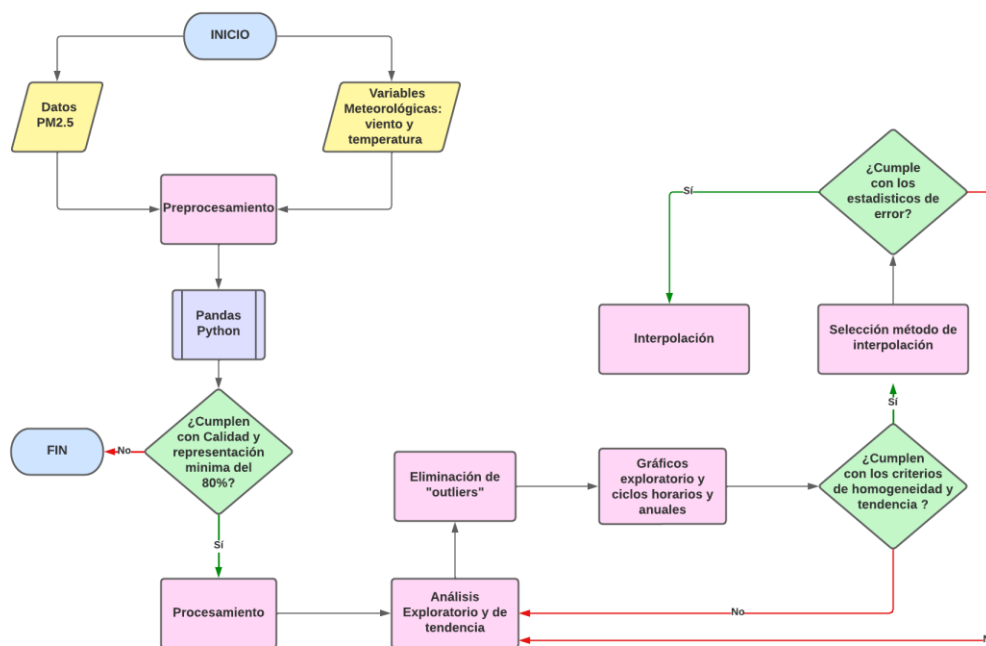 INICIO
Datos
PM2.5
Variables
Meteorológicas:
viento y
temperatura
Preprocesamiento
Pandas
Python
¿Cumplen
con Calidad y
representación
minima del
80%?
No
FIN
Sí
Procesamiento
Análisis
Exploratorio y de
tendencia
Eliminación de
"outliers"
Gráficos
exploratorio y
ciclos horarios y
anuales
¿Cumplen
con los criterios
de homogeneidad y
tendencia ?
No
Sí
Selección método de
interpolación
¿Cumple
con los
estadisticos de
error?
Sí
Interpolación